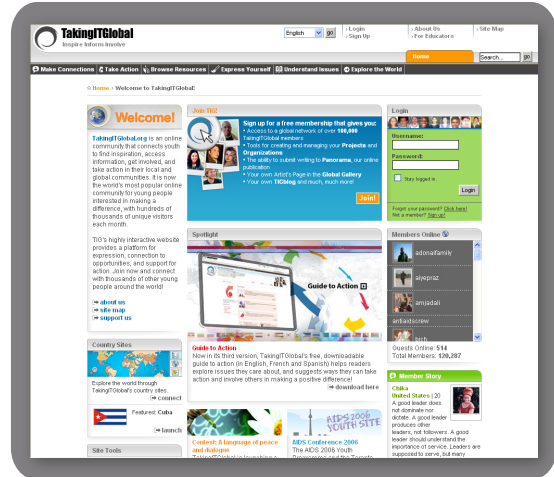 TakingITGlobal
Inspire Inform Involve
English
go
› Login
› Sign Up
› About Us
› For Educators
› Site Map
Home
Search...
go
Make Connections
Take Action
Browse Resources
Express Yourself
Understand Issues
Explore the World
Home › Welcome to TakingITGlobal!
Welcome!
TakingITGlobal.org is an online
community that connects youth
to find inspiration, access
information, get involved, and
take action in their local and
global communities. It is now
the world's most popular online
community for young people
interested in making a
difference, with hundreds of
thousands of unique visitors
each month.
TIG's highly interactive website
provides a platform for
expression, connection to
opportunities, and support for
action. Join now and connect
with thousands of other young
people around the world!
about us
site map
support us
Country Sites
Explore the world through
TakingITGlobal's country sites.
connect
Featured: Cuba
launch
Site Tools
Join TIG!
Sign up for a free membership that gives you:
• Access to a global network of over 100,000
TakingITGlobal members
• Tools for creating and managing your Projects and
Organizations
• The ability to submit writing to Panorama, our online
publication
• Your own Artist's Page in the Global Gallery
• Your own TIGblog and much, much more!
Join!
Spotlight
Guide to Action
Guide to Action
Now in its third version, TakingITGlobal's free, downloadable
guide to action (in English, French and Spanish) helps readers
explore issues they care about, and suggests ways they can take
action and involve others in making a positive difference!
download here
Contest: A language of peace
and dialogue
TakingITGlobal is launching a
AIDS 2006
YOUTH SITE
AIDS Conference 2006
The AIDS 2006 Youth
Programme and the Toronto
Login
Username:
Password:
Stay logged in.
Login
Forgot your password? Click here!
Not a member? Sign up!
Members Online
adonaifamily
aiyepraz
amjadali
antiaidscrew
bich
Guests Online: 514
Total Members: 120,287
Member Story
Chika
United States | 20
A good leader does
not dominate nor
dictate. A good leader
produces other
leaders, not followers. A good
leader should understand the
importance of service. Leaders are
supposed to serve, but many